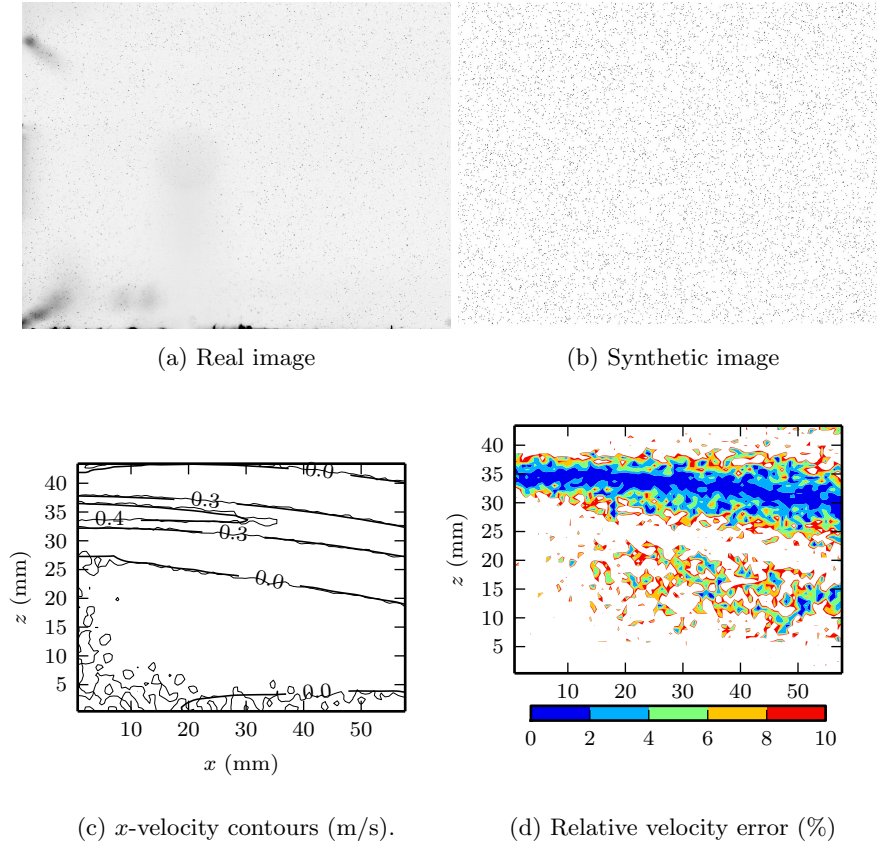 (a) Real image
(b) Synthetic image
40
35
30
25
20
15
10
5
z (mm)
0.0
0.3
0.4
0.3
0.0
0.0
10 20 30 40 50
x (mm)
40
35
30
25
20
15
10
5
z (mm)
10 20 30 40 50
0 2 4 6 8 10
(c) x-velocity contours (m/s).
(d) Relative velocity error (%)